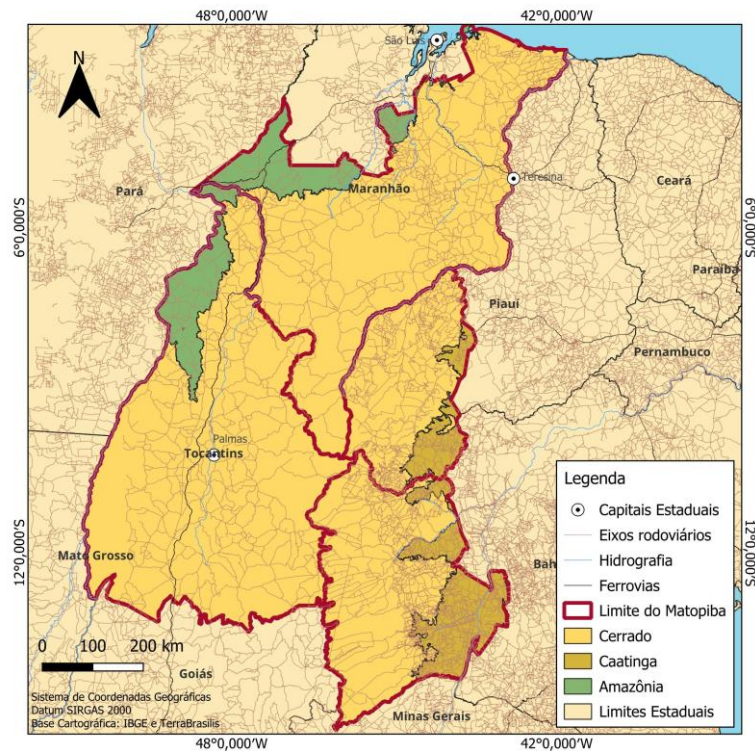 48°0,000'W
42°0,000'W
N
São Luís
Pará
Maranhão
Teresina
Ceará
6°0,000'S
6°0,000'S
Paraíba
Piauí
Pernambuco
Palmas
Tocantins
Legenda
Capitais Estaduais
Eixos rodoviários
Hidrografia
Ferrovias
Limite do Matopiba
Cerrado
Caatinga
Amazônia
Limites Estaduais
12°0,000'S
12°0,000'S
Mato Grosso
Bah
0 100 200 km
Goiás
Sistema de Coordenadas Geográficas
Datum SIRGAS 2000
Base Cartográfica: IBGE e TerraBrasilis
Minas Gerais
48°0,000'W
42°0,000'W